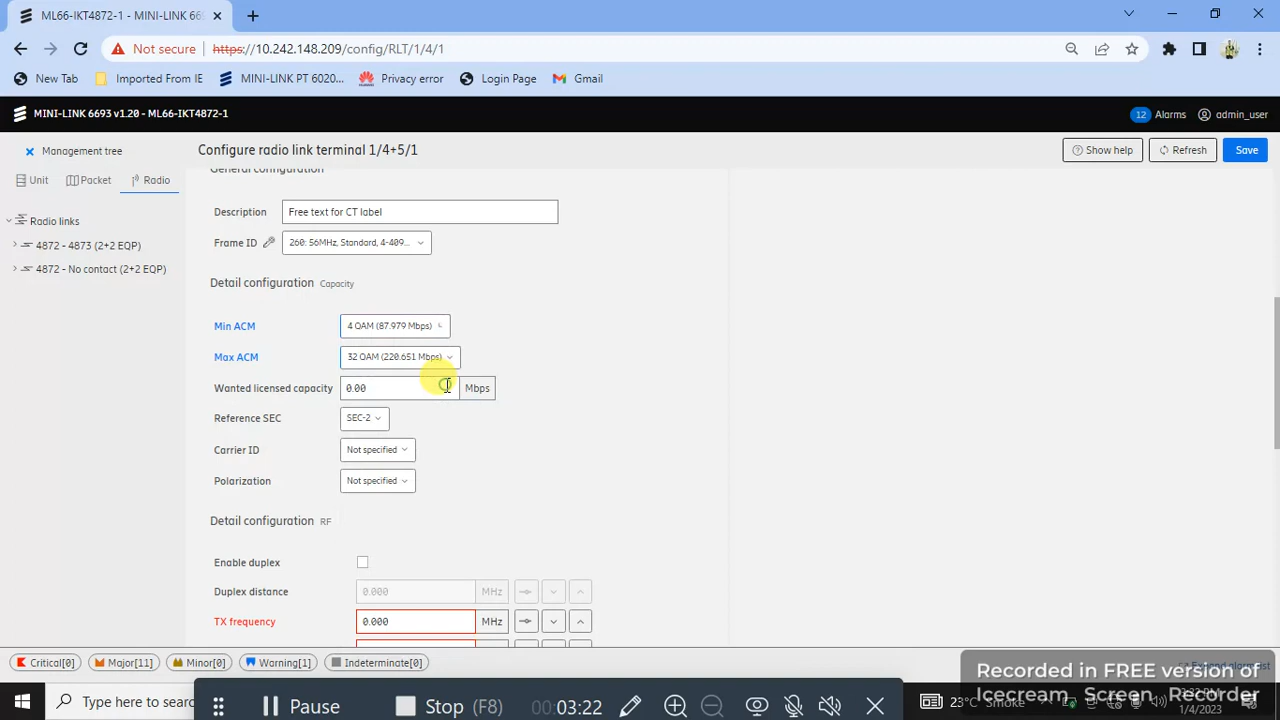 ML66-IKT4872-1 - MINI-LINK 669
Not secure https://10.242.148.209/config/RLT/1/4/1
New Tab Imported From IE MINI-LINK PT 6020... Privacy error Login Page Gmail
MINI-LINK 6693 v1.20 - ML66-IKT4872-1 12 Alarms admin_user
Management tree Configure radio link terminal 1/4+5/1 Show help Refresh Save
Unit Packet Radio
General configuration
Radio links
4872 - 4873 (2+2 EQP)
4872 - No contact (2+2 EQP)
Description Free text for CT label
Frame ID 260: 56MHz, Standard, 4-409...
Detail configuration Capacity
Min ACM 4 QAM (87.979 Mbps)
Max ACM 32 QAM (220.651 Mbps)
Wanted licensed capacity 0.00 Mbps
Reference SEC SEC-2
Carrier ID Not specified
Polarization Not specified
Detail configuration RF
Enable duplex
Duplex distance 0.000 MHz
TX frequency 0.000 MHz
Critical[0] Major[11] Minor[0] Warning[1] Indeterminate[0] Expand alarm list
Recorded in FREE version of
Icecream Screen Recorder
Type here to search
Pause Stop (F8) 00:03:22
23°C Smoke
1/4/2023